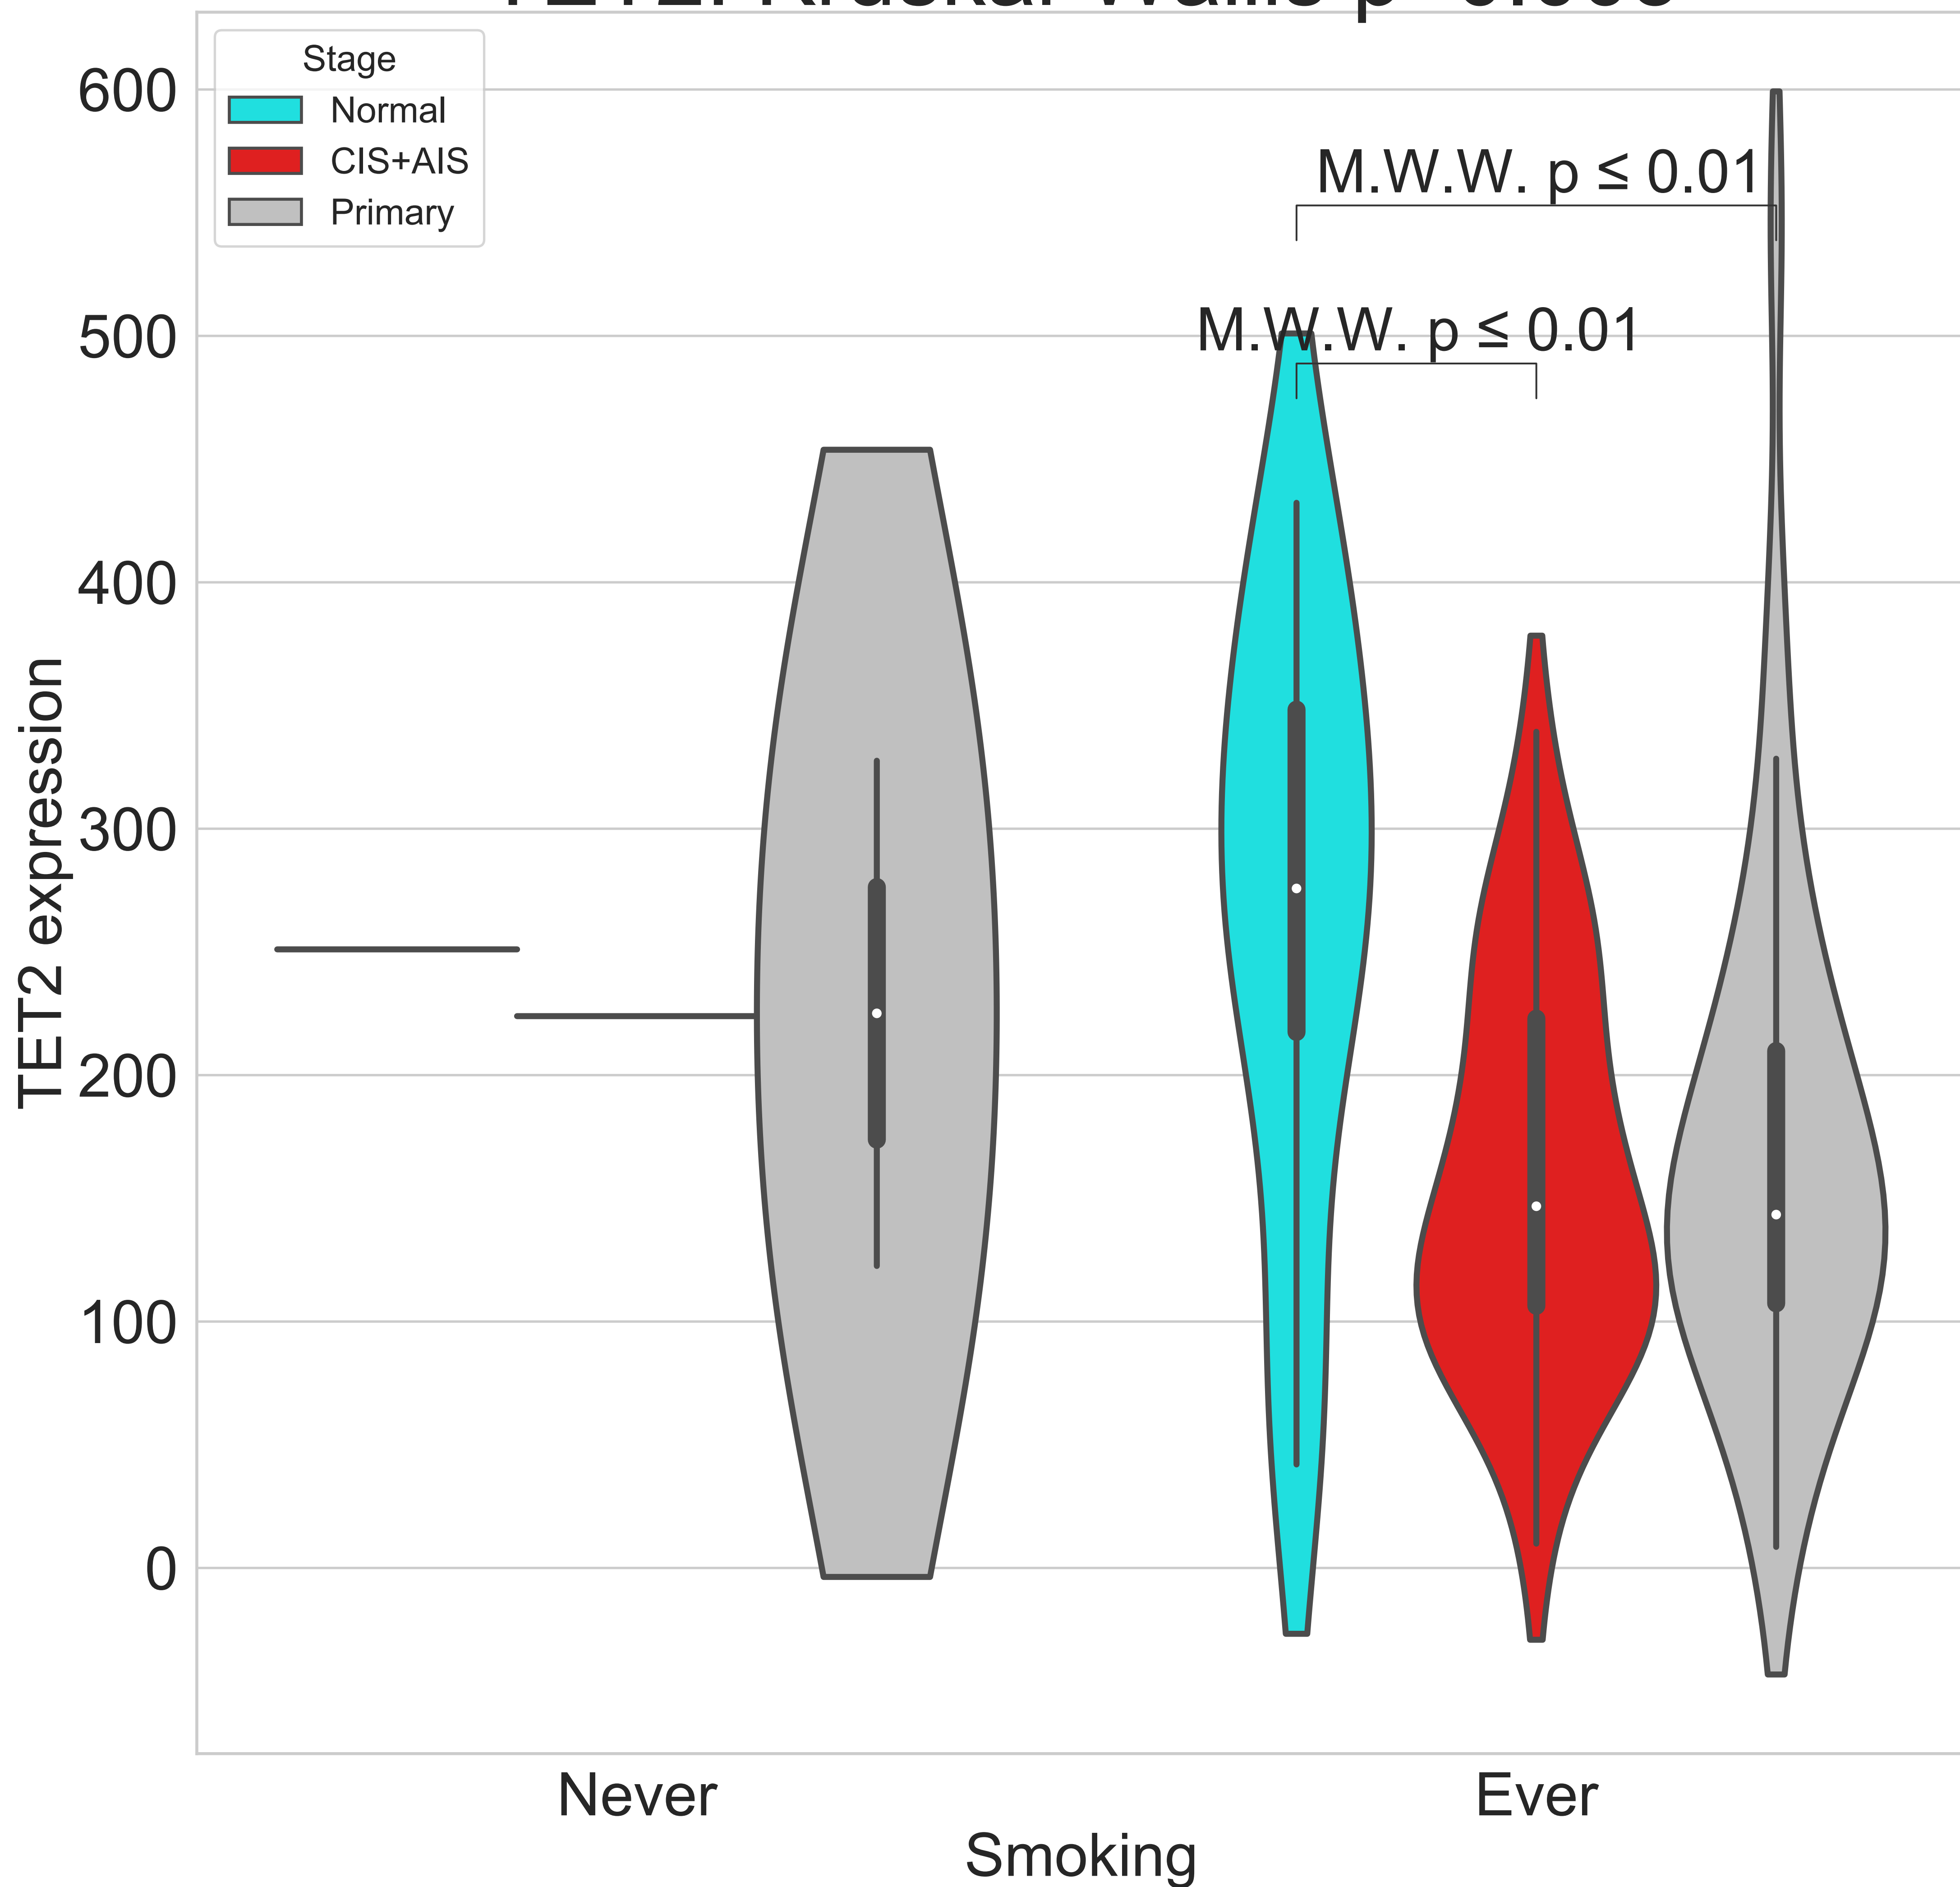 Stage
Normal
CIS+AIS
Primary
M.W.W. p ≤ 0.01
M.W.W. p ≤ 0.01
600
500
400
300
200
100
0
TET2 expression
Never
Ever
Smoking